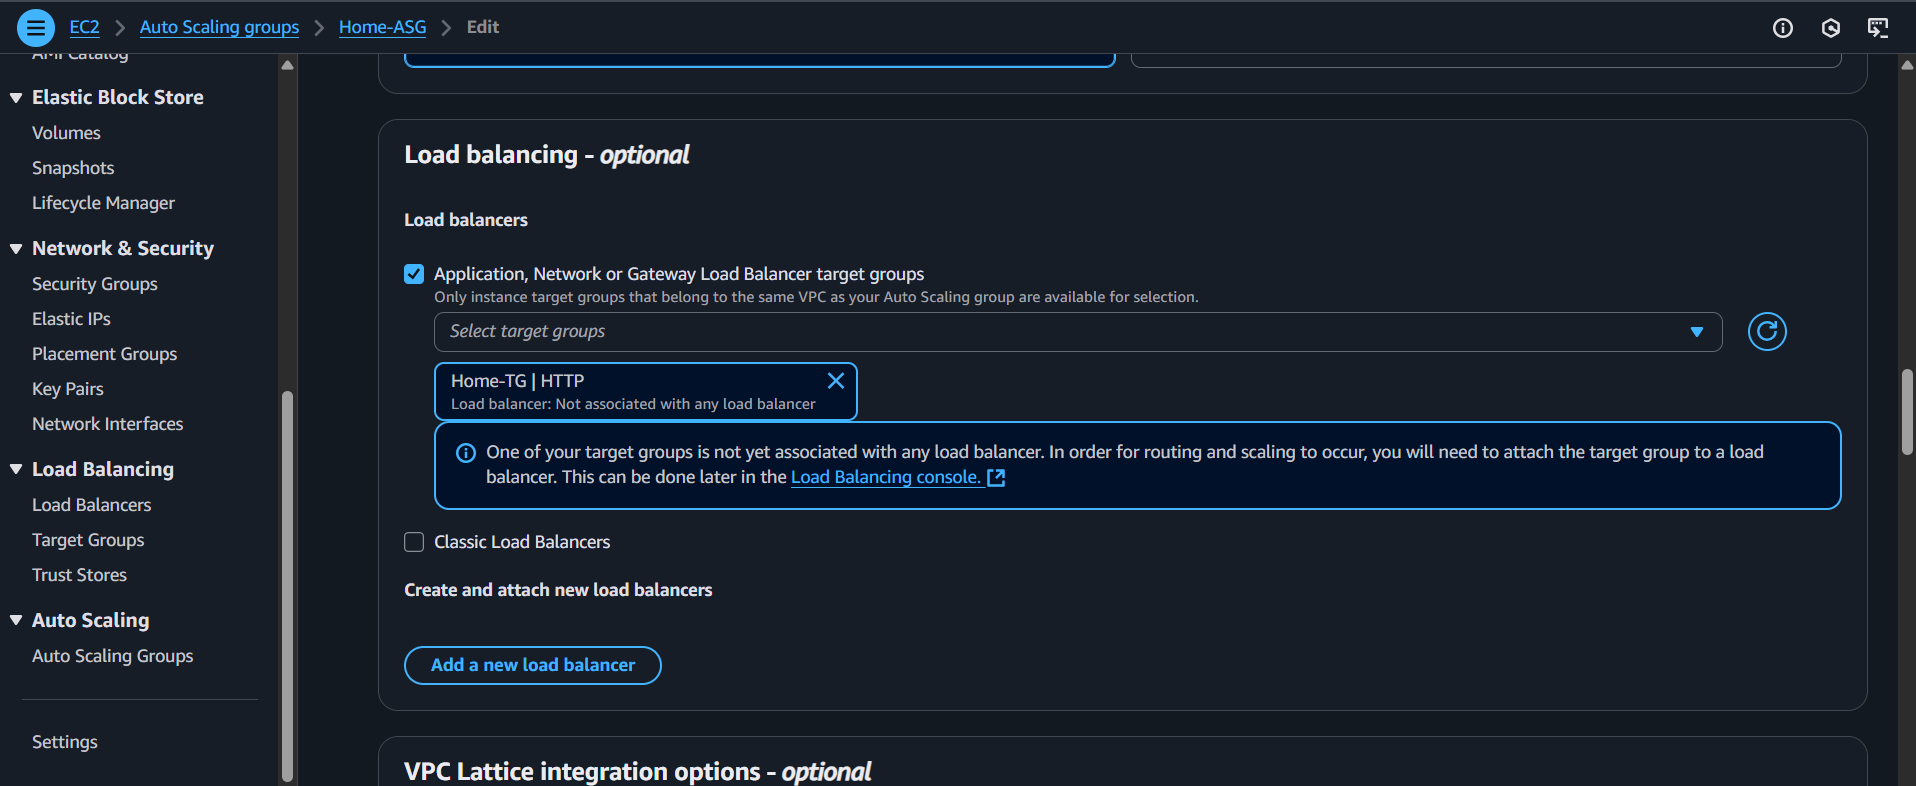 EC2 > Auto Scaling groups > Home-ASG > Edit
AMI Catalog
Elastic Block Store
Volumes
Snapshots
Lifecycle Manager
Network & Security
Security Groups
Elastic IPs
Placement Groups
Key Pairs
Network Interfaces
Load Balancing
Load Balancers
Target Groups
Trust Stores
Auto Scaling
Auto Scaling Groups
Settings
Load balancing - optional
Load balancers
Application, Network or Gateway Load Balancer target groups
Only instance target groups that belong to the same VPC as your Auto Scaling group are available for selection.
Select target groups
Home-TG | HTTP
Load balancer: Not associated with any load balancer
One of your target groups is not yet associated with any load balancer. In order for routing and scaling to occur, you will need to attach the target group to a load
balancer. This can be done later in the Load Balancing console.
Classic Load Balancers
Create and attach new load balancers
Add a new load balancer
VPC Lattice integration options - optional